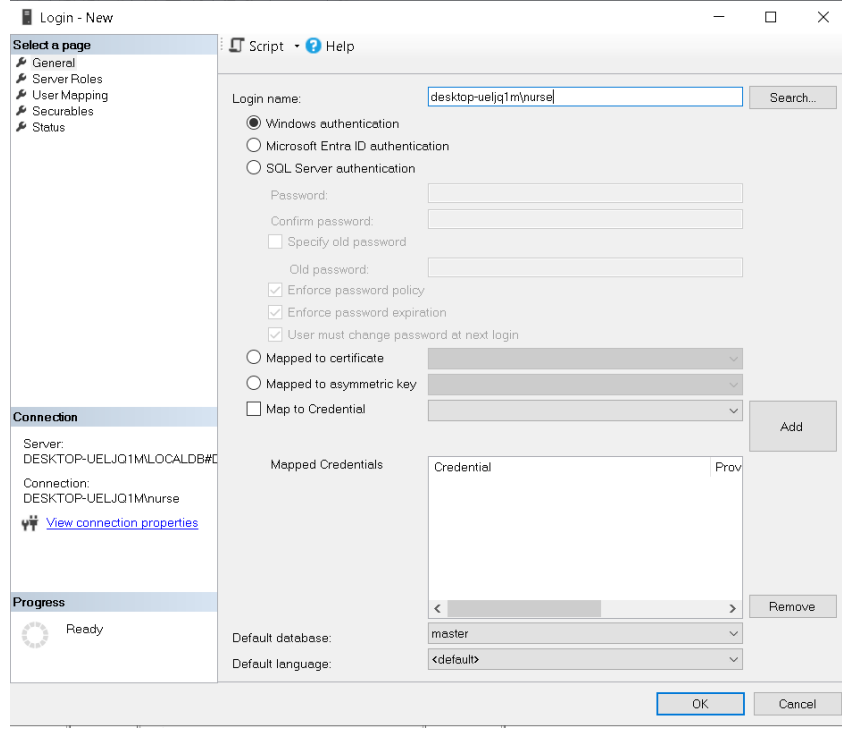 Login - New
Select a page
General
Server Roles
User Mapping
Securables
Status
Script
Help
Login name:
desktop-ueljq1m\nurse
Search...
Windows authentication
Microsoft Entra ID authentication
SQL Server authentication
Password:
Confirm password:
Specify old password
Old password:
Enforce password policy
Enforce password expiration
User must change password at next login
Mapped to certificate
Mapped to asymmetric key
Map to Credential
Add
Mapped Credentials
Credential
Prov
Remove
Default database:
master
Default language:
<default>
Connection
Server:
DESKTOP-UELJQ1M\LOCALDB#D
Connection:
DESKTOP-UELJQ1M\nurse
View connection properties
Progress
Ready
OK
Cancel